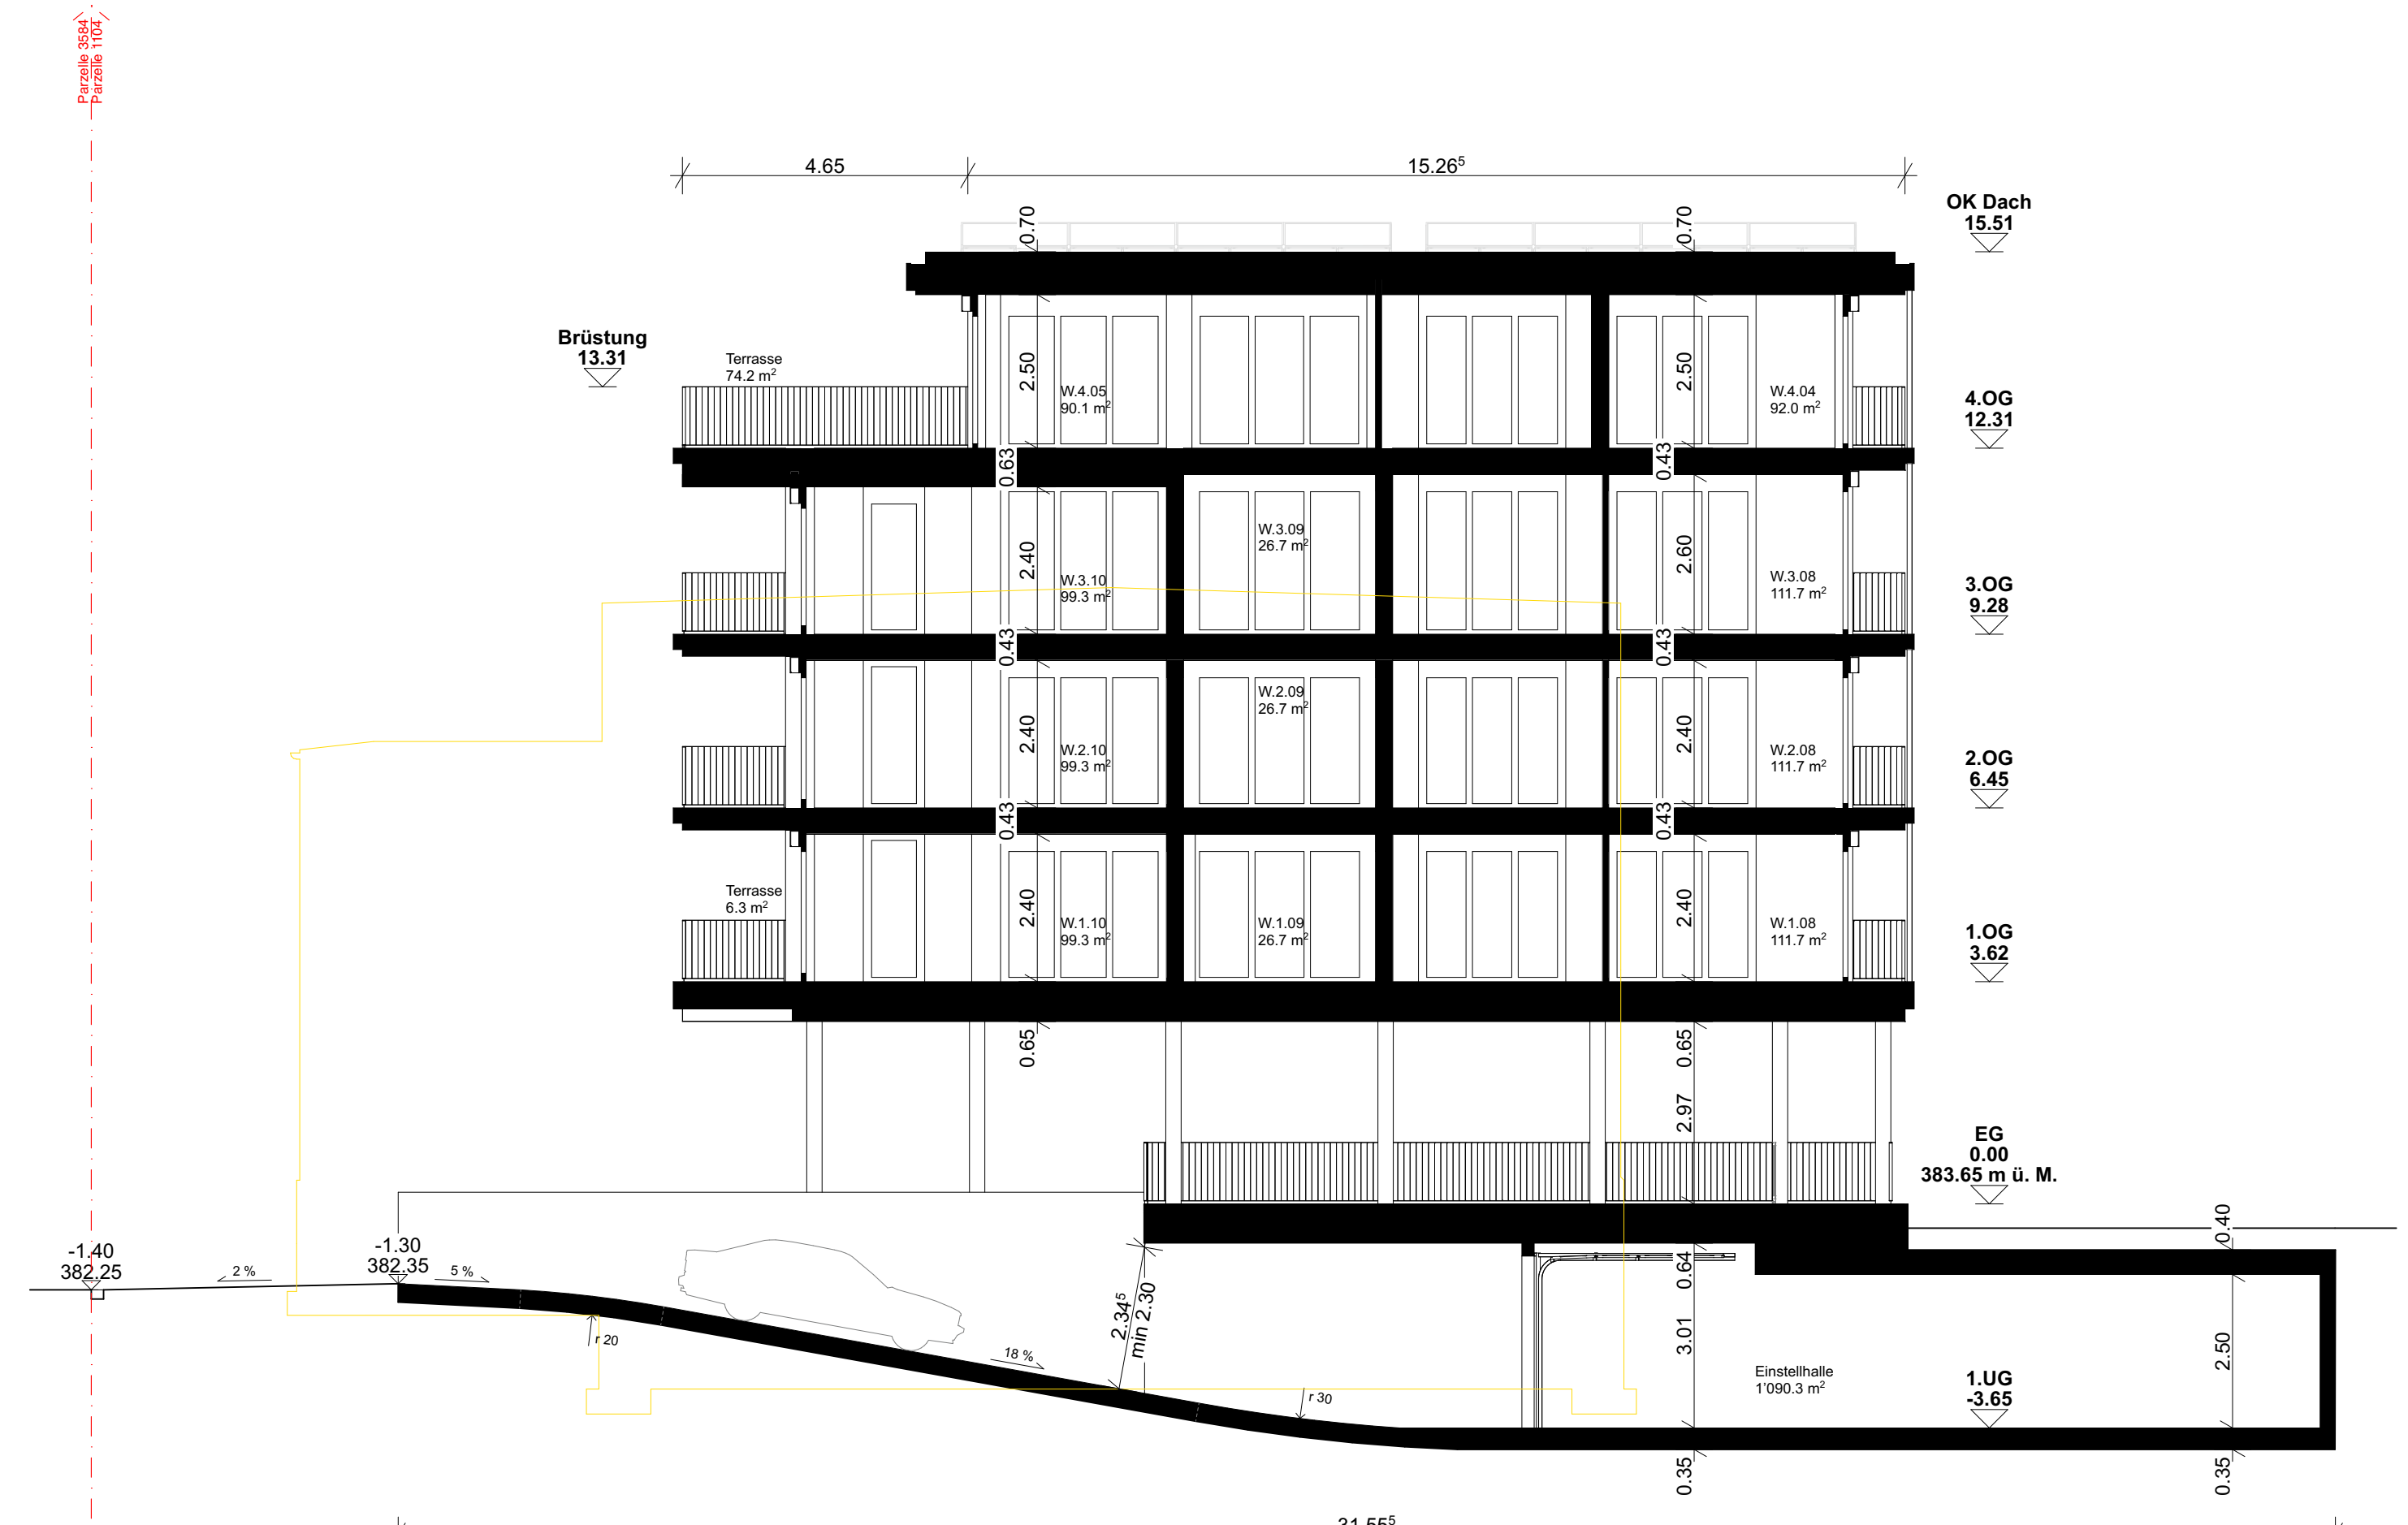 Parzelle 3584
Parzelle 1104
4.65
15.26⁵
OK Dach
15.51
0.70
0.70
Brüstung
13.31
Terrasse
74.2 m²
2.50
W.4.05
90.1 m²
2.50
W.4.04
92.0 m²
4.OG
12.31
0.63
0.43
W.3.09
26.7 m²
2.40
W.3.10
99.3 m²
2.60
W.3.08
111.7 m²
3.OG
9.28
0.43
0.43
W.2.09
26.7 m²
2.40
W.2.10
99.3 m²
2.40
W.2.08
111.7 m²
2.OG
6.45
0.43
0.43
Terrasse
6.3 m²
2.40
W.1.10
99.3 m²
W.1.09
26.7 m²
2.40
W.1.08
111.7 m²
1.OG
3.62
0.65
0.65
2.97
EG
0.00
383.65 m ü. M.
-1.40
382.25
2 %
-1.30
382.35
5 %
0.40
0.64
2.34⁵
min 2.30
r 20
18 %
3.01
2.50
Einstellhalle
1'090.3 m²
1.UG
-3.65
r 30
0.35
0.35
31.55⁵